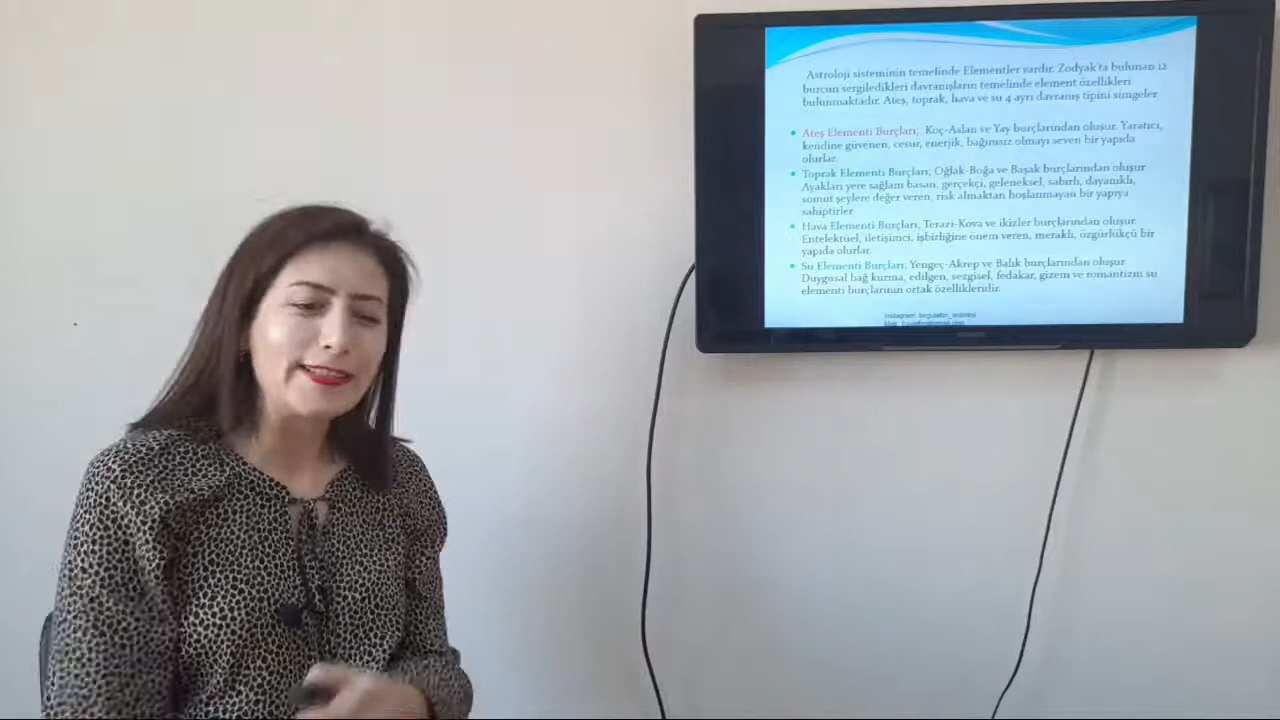 Astroloji sisteminin temelinde Elementler vardır. Zodyak'ta bulunan 12
burcun sergiledikleri davranışların temelinde element özellikleri
bulunmaktadır. Ateş, toprak, hava ve su 4 ayrı davranış tipini simgeler.
Ateş Elementi Burçları; Koç-Aslan ve Yay burçlarından oluşur. Yaratıcı,
kendine güvenen, cesur, enerjik, bağımsız olmayı seven bir yapıda
olurlar.
Toprak Elementi Burçları; Oğlak-Boğa ve Başak burçlarından oluşur
Ayakları yere sağlam basan, gerçekçi, geleneksel, sabırlı, dayanıklı,
somut şeylere değer veren, risk almaktan hoşlanmayan bir yapıya
sahiptirler
Hava Elementi Burçları; Terazi-Kova ve ikizler burçlarından oluşur
Entelektüel, iletişimci, işbirliğine önem veren, meraklı, özgürlükçü bir
yapıda olurlar.
Su Elementi Burçları; Yengeç-Akrep ve Balık burçlarından oluşur.
Duygusal bağ kurma, edilgen, sezgisel, fedakar, gizem ve romantizm su
elementi burçlarının ortak özellikleridir.